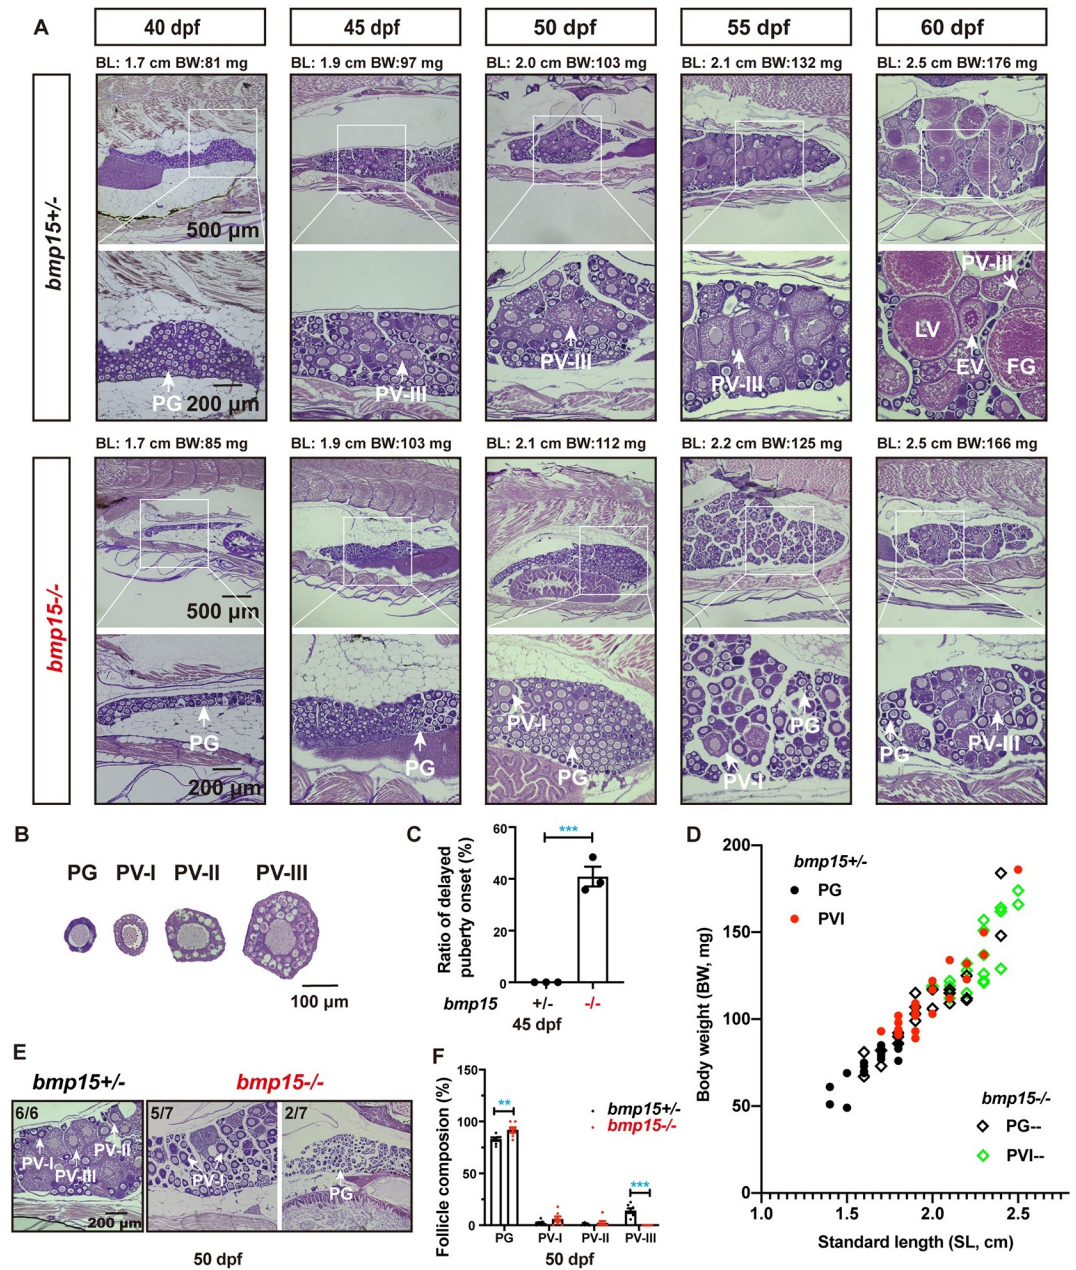 A
40 dpf
45 dpf
50 dpf
55 dpf
60 dpf
BL: 1.7 cm BW:81 mg
BL: 1.9 cm BW:97 mg
BL: 2.0 cm BW:103 mg
BL: 2.1 cm BW:132 mg
BL: 2.5 cm BW:176 mg
bmp15+/-
500 µm
PG
200 µm
PV-III
PV-III
PV-III
PV-III
LV
EV
FG
BL: 1.7 cm BW:85 mg
BL: 1.9 cm BW:103 mg
BL: 2.1 cm BW:112 mg
BL: 2.2 cm BW:125 mg
BL: 2.5 cm BW:166 mg
bmp15-/-
500 µm
PG
200 µm
PG
PV-I
PG
PG
PV-I
PG
PV-III
B
PG
PV-I
PV-II
PV-III
100 µm
C
Ratio of delayed
puberty onset (%)
60
40
20
0
***
bmp15
+/-
-/-
45 dpf
D
Body weight (BW, mg)
200
150
100
50
0
1.0
1.5
2.0
2.5
Standard length (SL, cm)
bmp15+/-
PG
PVI
bmp15-/-
PG--
PVI--
E
bmp15+/-
bmp15-/-
6/6
PV-I
PV-II
PV-III
200 µm
5/7
PV-I
2/7
PG
50 dpf
F
Follicle composion (%)
150
100
50
0
**
***
bmp15+/-
bmp15-/-
PG
PV-I
PV-II
PV-III
50 dpf